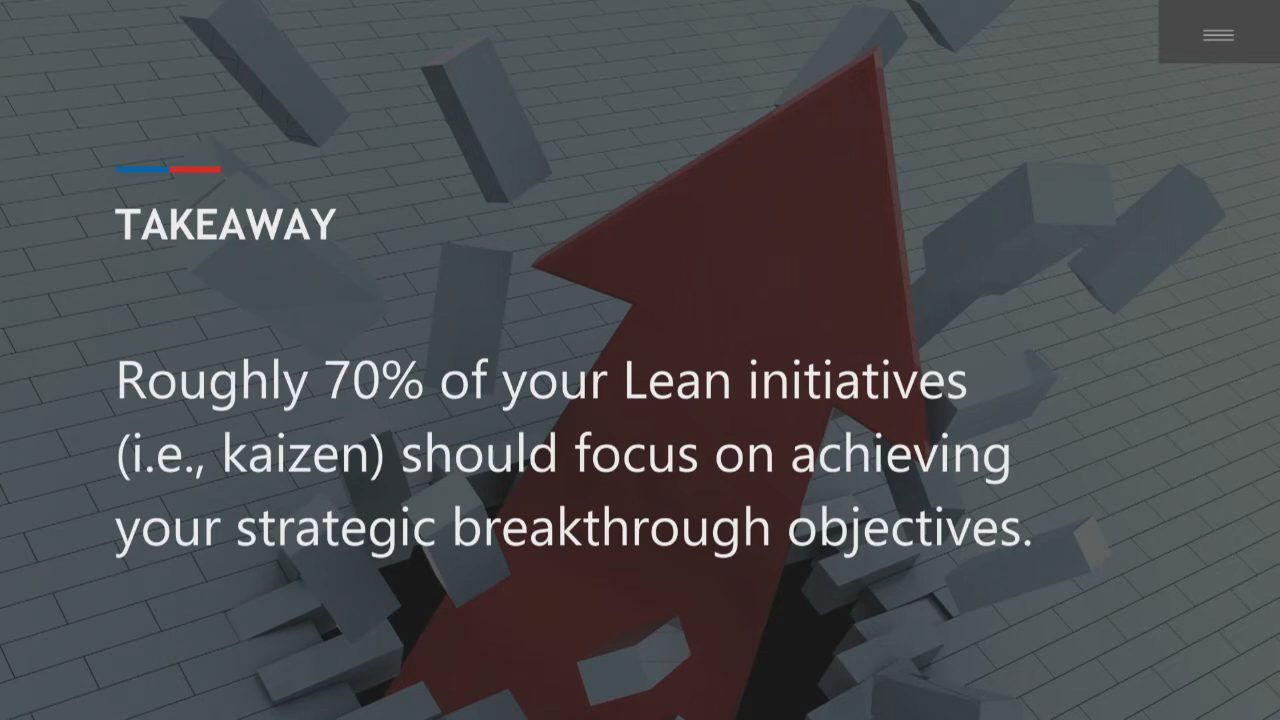 TAKEAWAY
Roughly 70% of your Lean initiatives
(i.e., kaizen) should focus on achieving
your strategic breakthrough objectives.